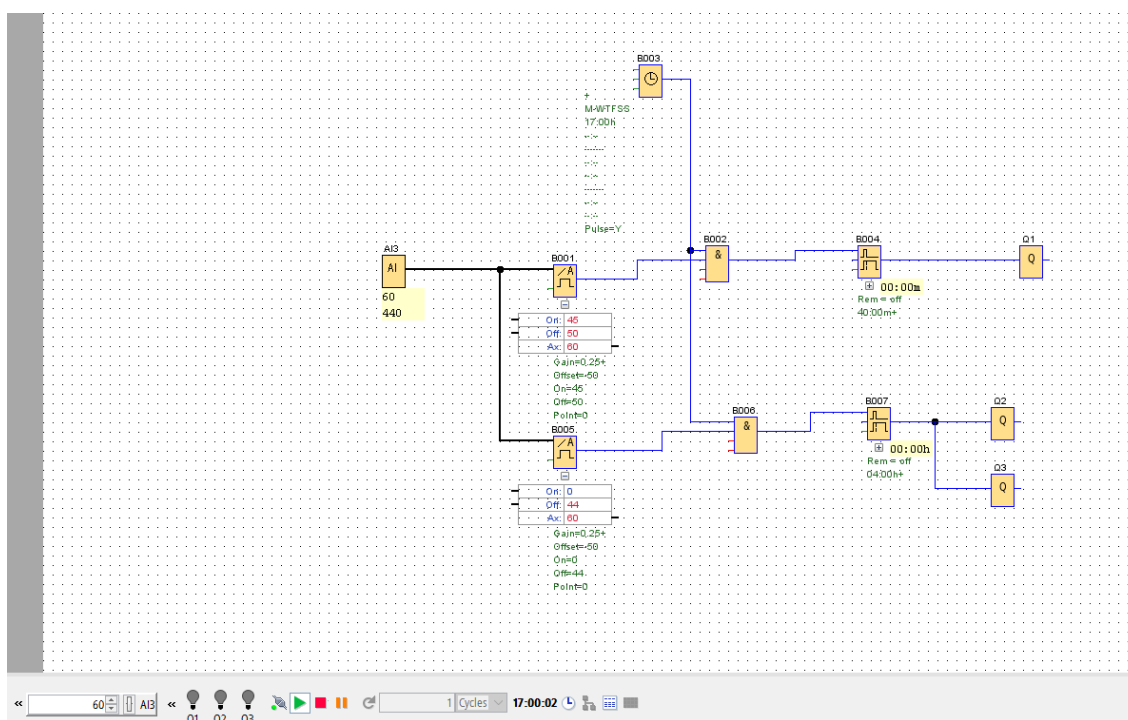 B003
+
M-WTFSS
17:00h
--:--
-------
--:--
--:--
-------
--:--
--:--
Pulse=Y
AI3
AI
60
440
B001
/A
On: 45
Off: 50
Ax: 60
Gain=0.25+
Offset=-50
On=45
Off=50
Point=0
B002
&
B004
00:00m
Rem = off
40:00m+
Q1
Q
B005
/A
On: 0
Off: 44
Ax: 60
Gain=0.25+
Offset=-50
On=0
Off=44
Point=0
B006
&
B007
00:00h
Rem = off
04:00h+
Q2
Q
Q3
Q
« 60 AI3 « Q1 Q2 Q3 1 Cycles 17:00:02